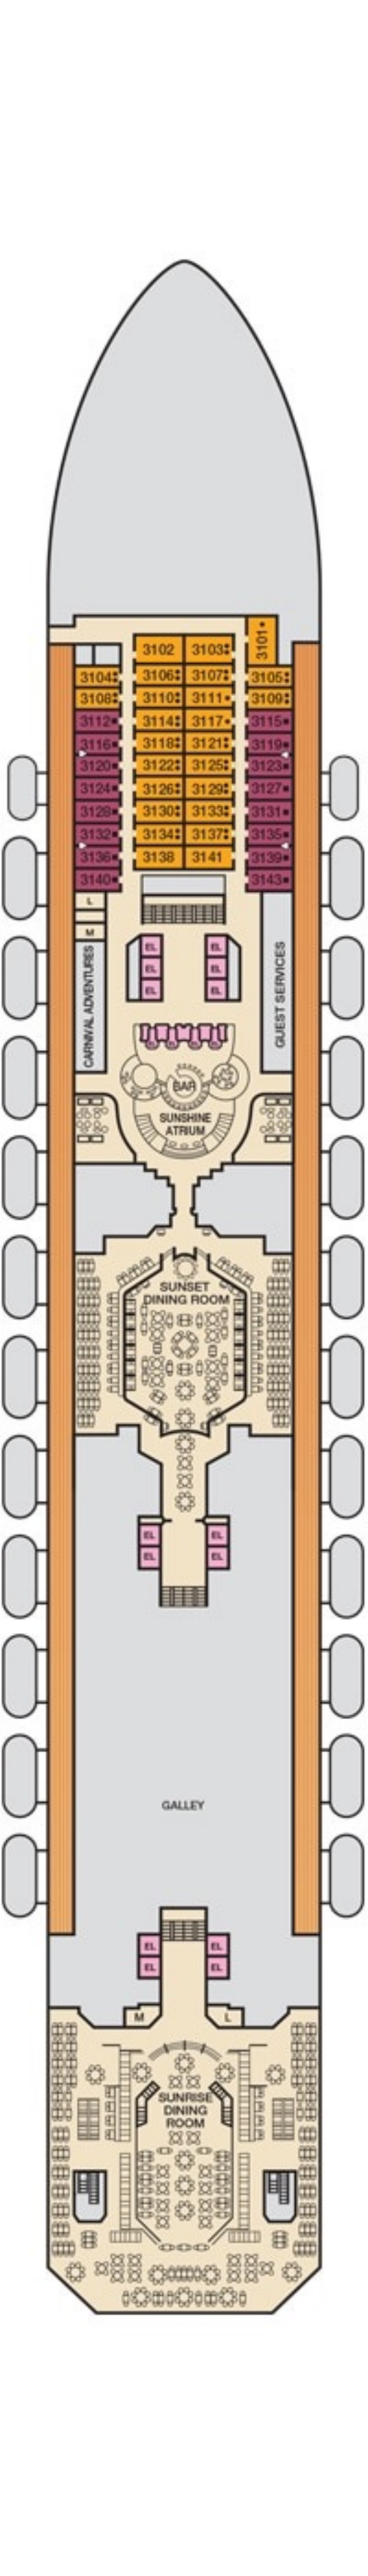 3101
3102 3103
3104 3106 3107 3105
3108 3110 3111 3109
3112 3114 3117 3115
3116 3118 3121 3119
3120 3122 3125 3123
3124 3126 3129 3127
3128 3130 3133 3131
3132 3134 3137 3135
3136 3138 3141 3139
3140 3143
L
M
EL EL
EL EL
EL EL
CARNIVAL ADVENTURES
GUEST SERVICES
BAR
SUNSHINE
ATRIUM
SUNSET
DINING ROOM
EL EL
EL EL
GALLEY
EL EL
EL EL
M L
SUNRISE
DINING
ROOM